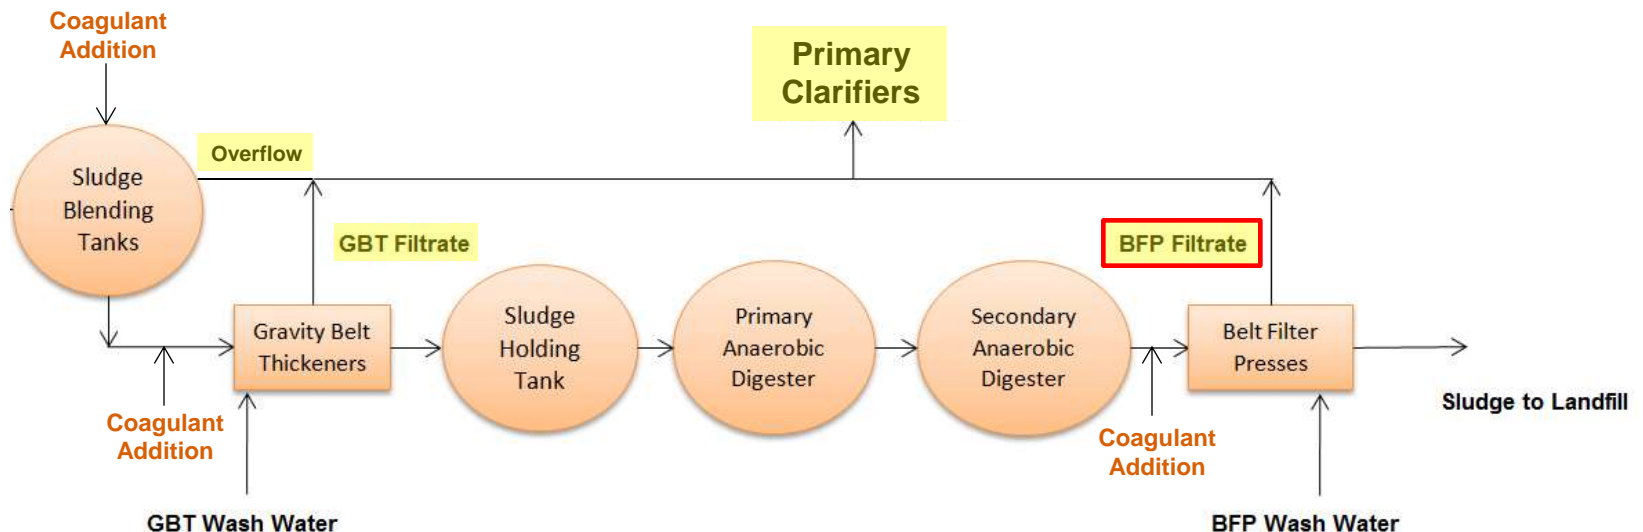 Coagulant
Addition
Primary
Clarifiers
Overflow
Sludge
Blending
Tanks
GBT Filtrate
BFP Filtrate
Gravity Belt
Thickeners
Sludge
Holding
Tank
Primary
Anaerobic
Digester
Secondary
Anaerobic
Digester
Belt Filter
Presses
Sludge to Landfill
Coagulant
Addition
Coagulant
Addition
GBT Wash Water
BFP Wash Water